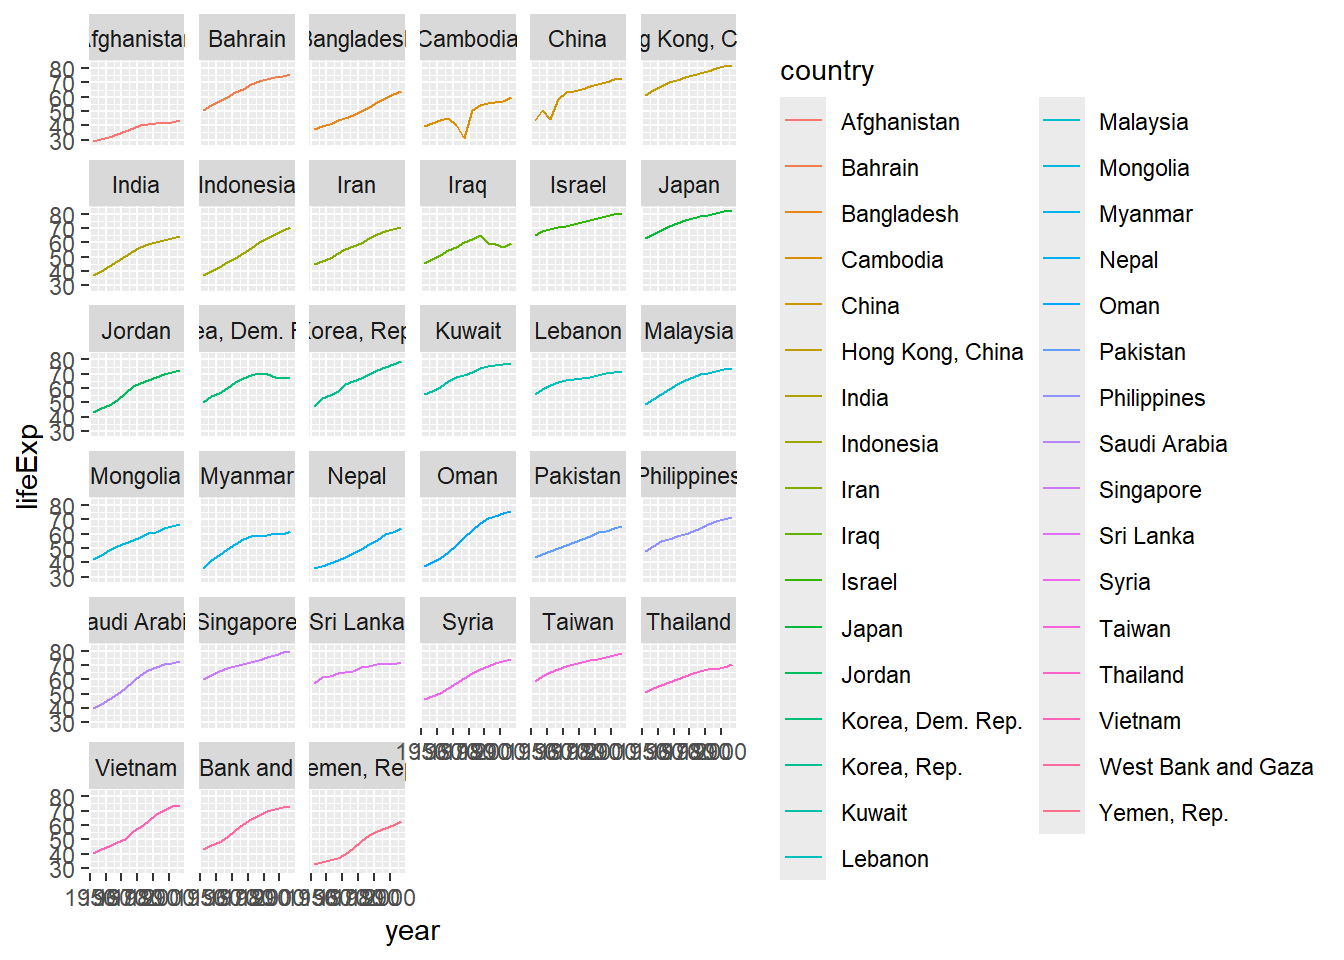 fghanistan Bahrain Bangladesh Cambodia China g Kong, C
80
70
60
50
40
30
India Indonesia Iran Iraq Israel Japan
80
70
60
50
40
30
Jordan ea, Dem. R Korea, Rep Kuwait Lebanon Malaysia
80
70
60
50
40
30
Mongolia Myanmar Nepal Oman Pakistan Philippines
80
70
60
50
40
30
audi Arabi Singapore Sri Lanka Syria Taiwan Thailand
80
70
60
50
40
30
Vietnam Bank and emen, Rep
80
70
60
50
40
30
lifeExp
year
country
Afghanistan
Bahrain
Bangladesh
Cambodia
China
Hong Kong, China
India
Indonesia
Iran
Iraq
Israel
Japan
Jordan
Korea, Dem. Rep.
Korea, Rep.
Kuwait
Lebanon
Malaysia
Mongolia
Myanmar
Nepal
Oman
Pakistan
Philippines
Saudi Arabia
Singapore
Sri Lanka
Syria
Taiwan
Thailand
Vietnam
West Bank and Gaza
Yemen, Rep.